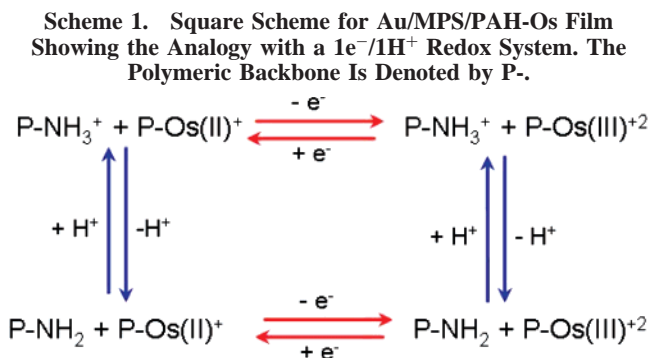 Scheme 1. Square Scheme for Au/MPS/PAH-Os Film
Showing the Analogy with a 1e⁻/1H⁺ Redox System. The
Polymeric Backbone Is Denoted by P-.
- e⁻
P-NH₃⁺ + P-Os(II)⁺ P-NH₃⁺ + P-Os(III)⁺²
+ e⁻
+ H⁺ -H⁺ + H⁺ - H⁺
- e⁻
P-NH₂ + P-Os(II)⁺ P-NH₂ + P-Os(III)⁺²
+ e⁻